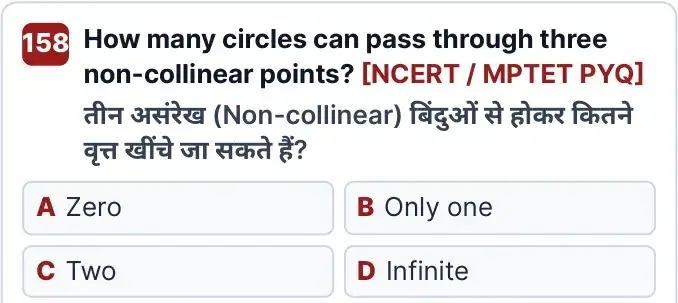 158 How many circles can pass through three
non-collinear points? [NCERT / MPTET PYQ]
तीन असंरेख (Non-collinear) बिंदुओं से होकर कितने
वृत्त खींचे जा सकते हैं?
A Zero
B Only one
C Two
D Infinite